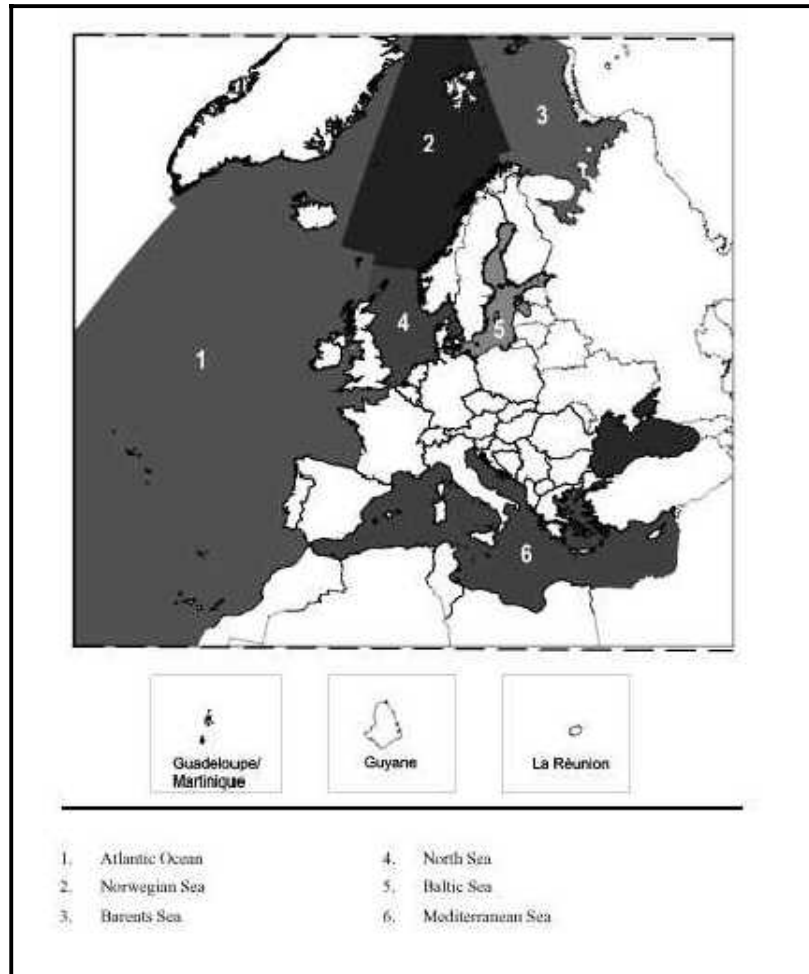 2
3
4
5
1
6
Guadeloupe/
Martinique
Guyane
La Réunion
1. Atlantic Ocean
2. Norwegian Sea
3. Barents Sea
4. North Sea
5. Baltic Sea
6. Mediterranean Sea